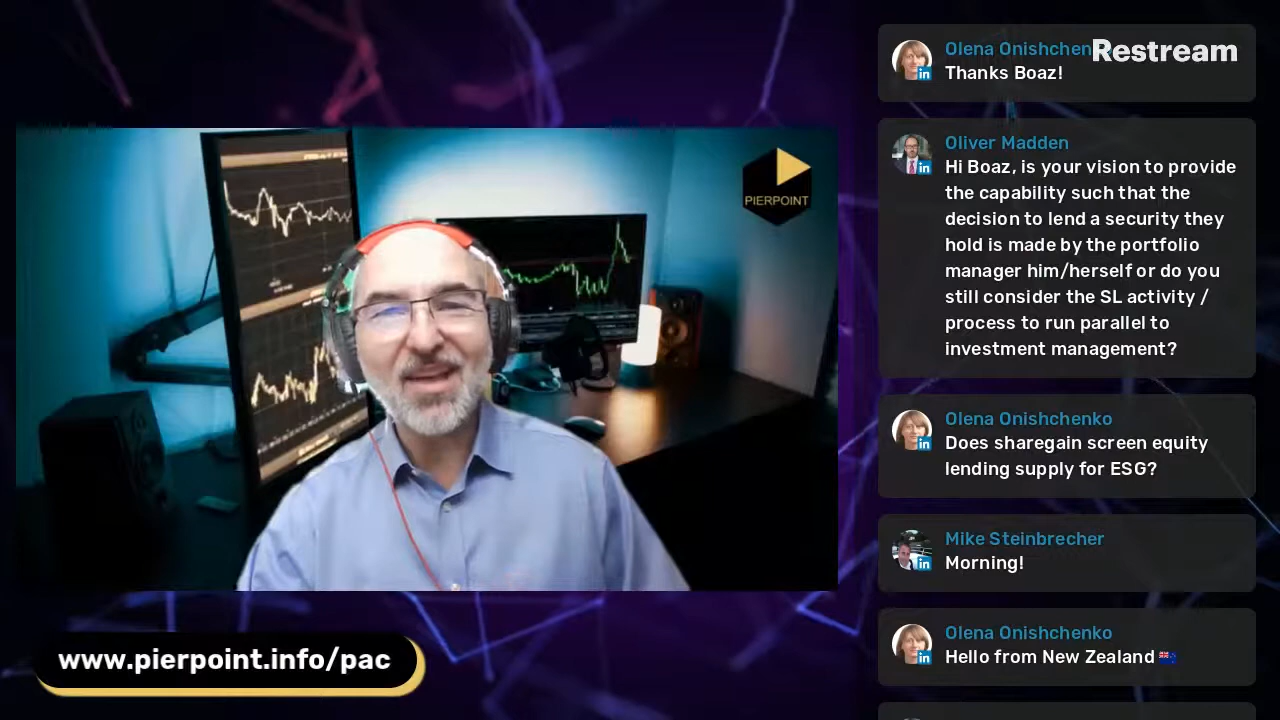 PIERPOINT
www.pierpoint.info/pac
Restream
Olena Onishchen
Thanks Boaz!
Oliver Madden
Hi Boaz, is your vision to provide
the capability such that the
decision to lend a security they
hold is made by the portfolio
manager him/herself or do you
still consider the SL activity /
process to run parallel to
investment management?
Olena Onishchenko
Does sharegain screen equity
lending supply for ESG?
Mike Steinbrecher
Morning!
Olena Onishchenko
Hello from New Zealand 🇳🇿